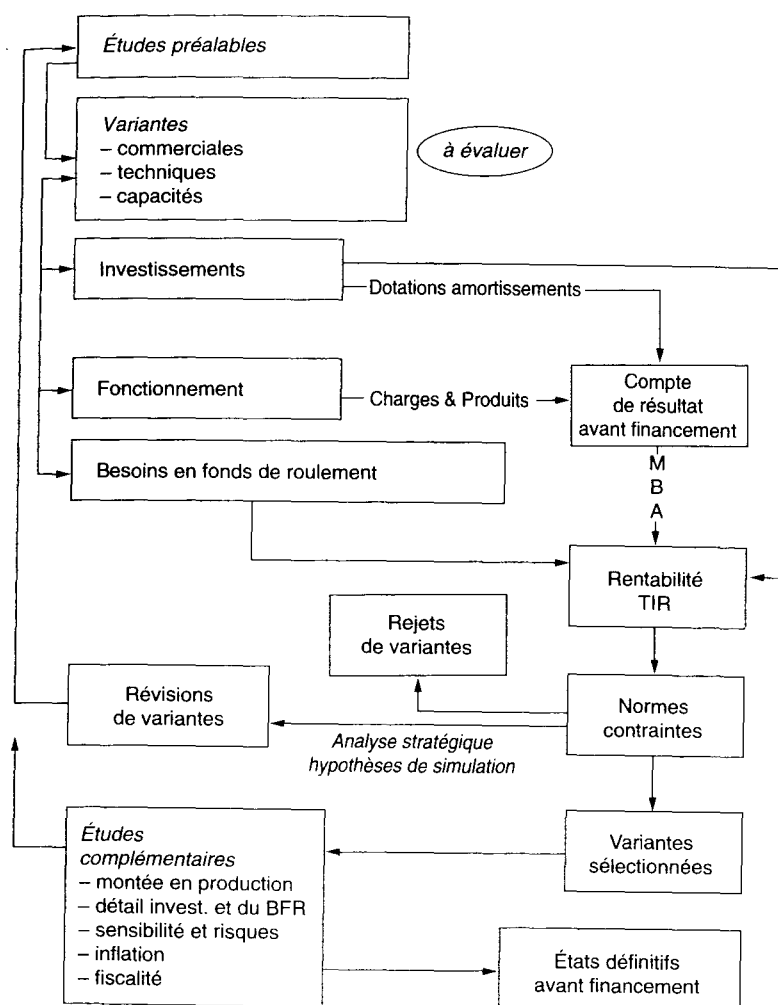 Études préalables
Variantes
– commerciales
– techniques
– capacités
à évaluer
Investissements
Dotations amortissements
Fonctionnement
Charges & Produits
Compte
de résultat
avant financement
Besoins en fonds de roulement
M
B
A
Rentabilité
TIR
Rejets
de variantes
Révisions
de variantes
Normes
contraintes
Analyse stratégique
hypothèses de simulation
Variantes
sélectionnées
Études
complémentaires
– montée en production
– détail invest. et du BFR
– sensibilité et risques
– inflation
– fiscalité
États définitifs
avant financement